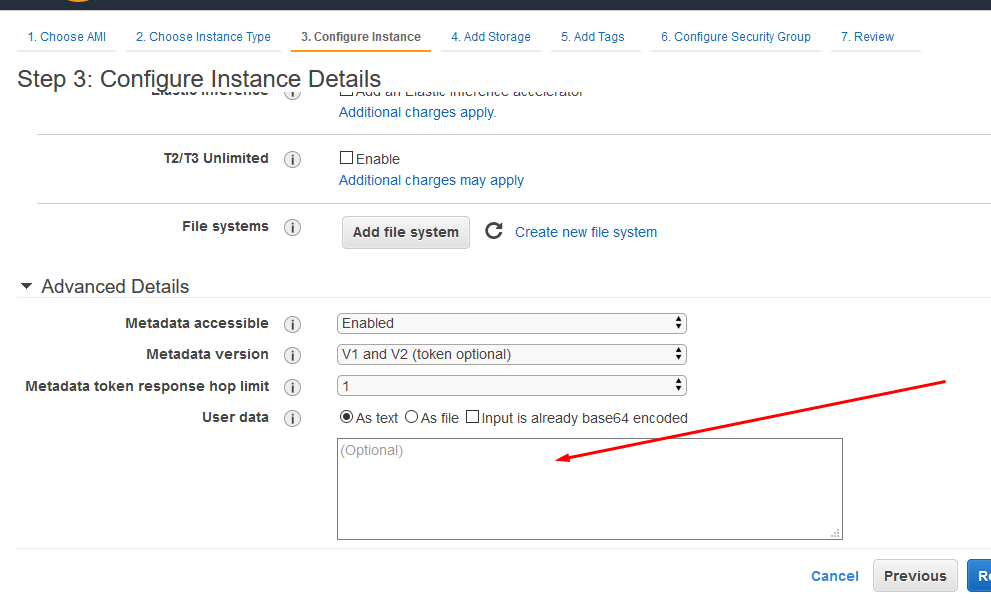 1. Choose AMI 2. Choose Instance Type 3. Configure Instance 4. Add Storage 5. Add Tags 6. Configure Security Group 7. Review
Step 3: Configure Instance Details
Elastic Inference Add an Elastic Inference accelerator
Additional charges apply.
T2/T3 Unlimited Enable
Additional charges may apply
File systems Add file system Create new file system
Advanced Details
Metadata accessible Enabled
Metadata version V1 and V2 (token optional)
Metadata token response hop limit 1
User data As text As file Input is already base64 encoded
(Optional)
Cancel Previous